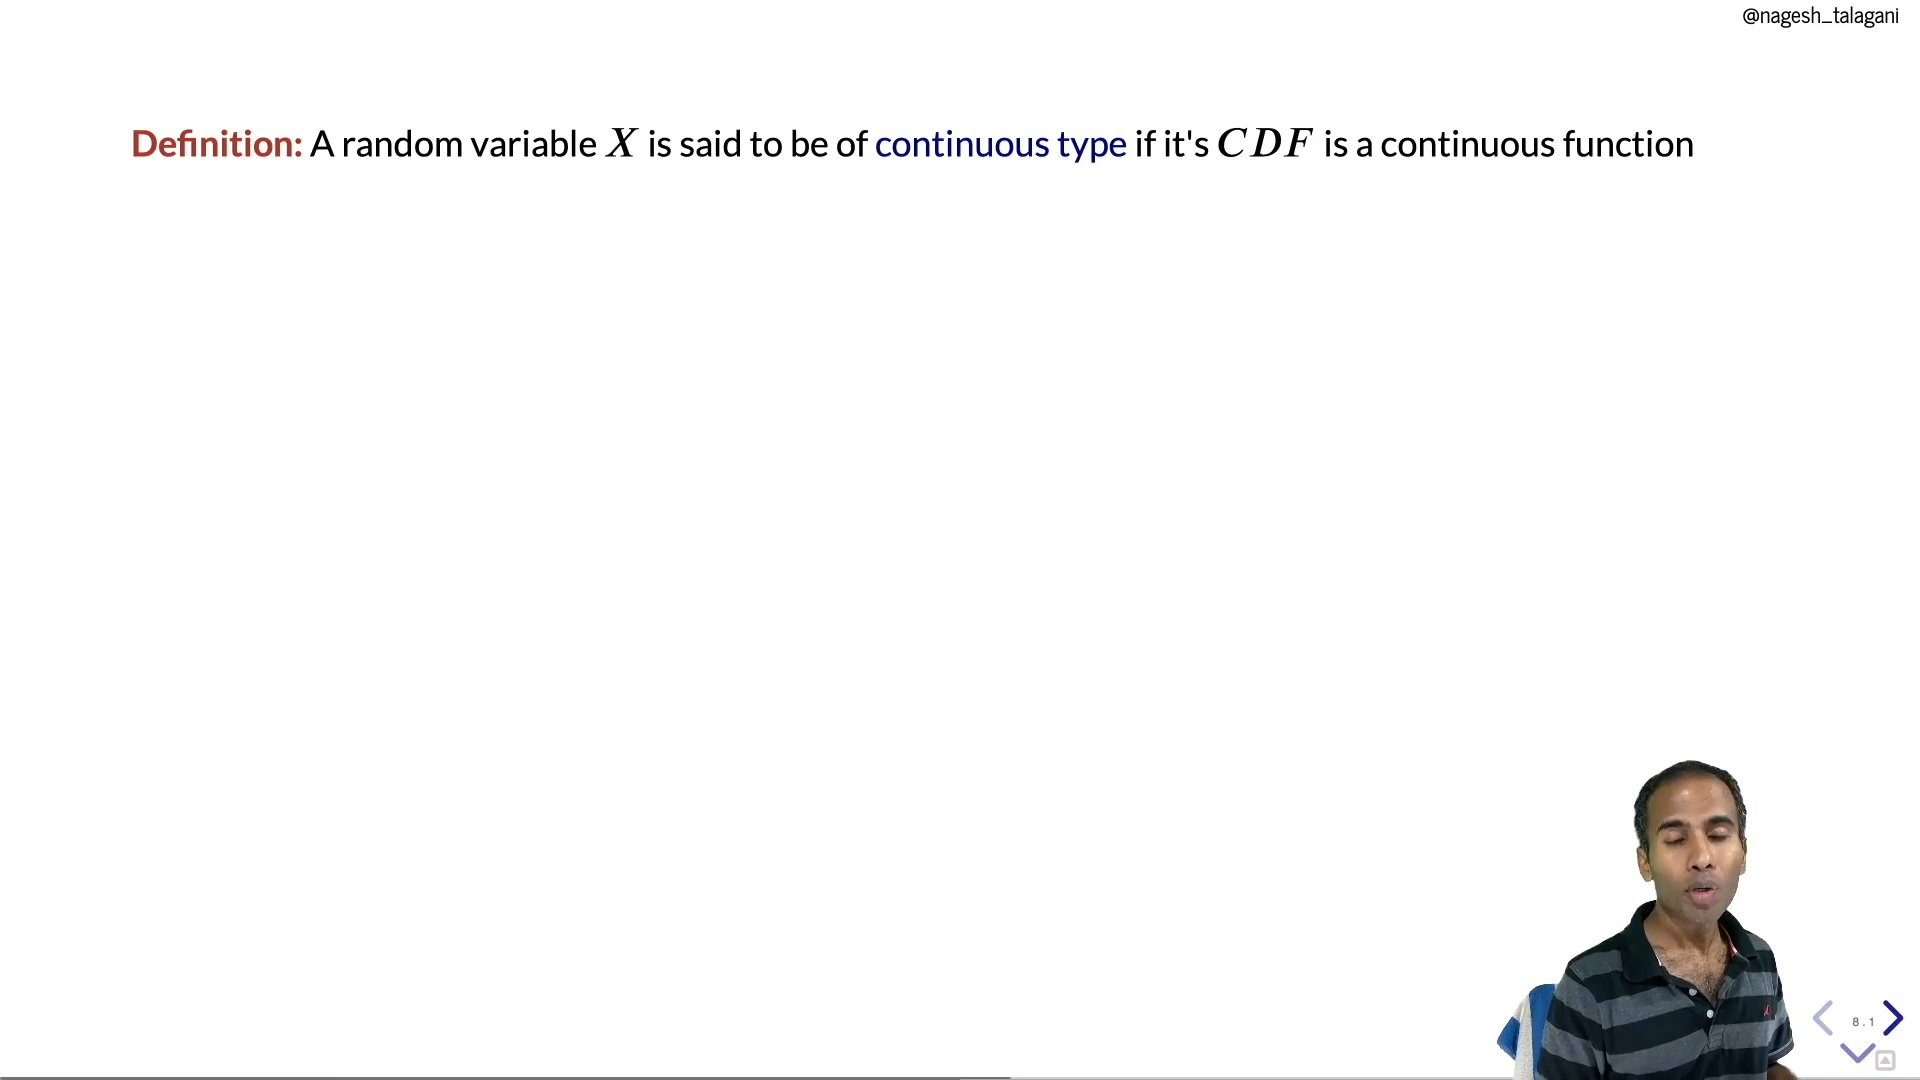 @nagesh_talagani
Definition: A random variable X is said to be of continuous type if it's CDF is a continuous function
8.1